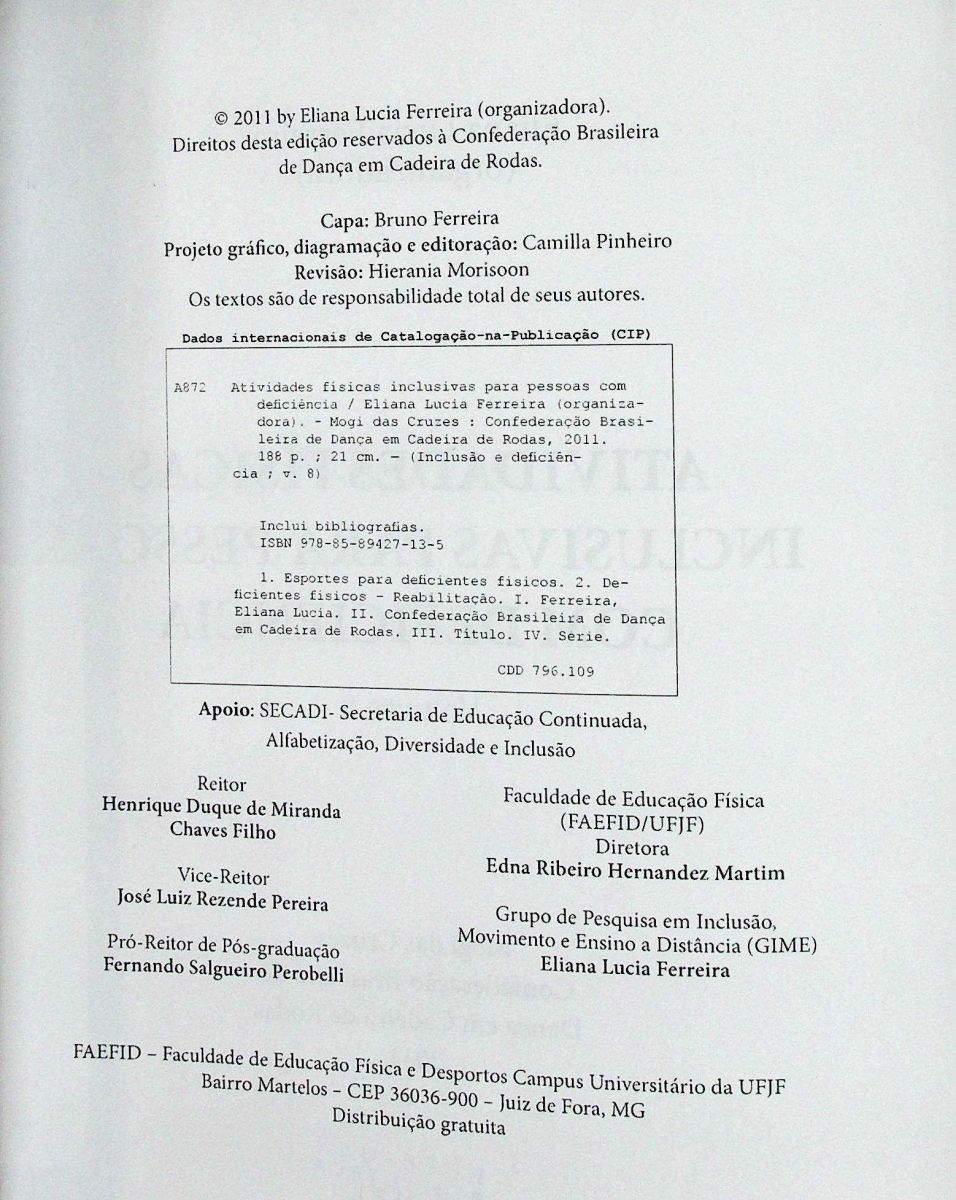 © 2011 by Eliana Lucia Ferreira (organizadora).
Direitos desta edição reservados à Confederação Brasileira
de Dança em Cadeira de Rodas.
Capa: Bruno Ferreira
Projeto gráfico, diagramação e editoração: Camilla Pinheiro
Revisão: Hierania Morisoon
Os textos são de responsabilidade total de seus autores.
Dados internacionais de Catalogação-na-Publicação (CIP)
A872 Atividades físicas inclusivas para pessoas com
deficiência / Eliana Lucia Ferreira (organiza-
dora). - Mogi das Cruzes : Confederação Brasi-
leira de Dança em Cadeira de Rodas, 2011.
188 p. ; 21 cm. – (Inclusão e deficiên-
cia ; v. 8)
Inclui bibliografias.
ISBN 978-85-89427-13-5
1. Esportes para deficientes físicos. 2. De-
ficientes físicos - Reabilitação. I. Ferreira,
Eliana Lucia. II. Confederação Brasileira de Dança
em Cadeira de Rodas. III. Título. IV. Série.
CDD 796.109
Apoio: SECADI- Secretaria de Educação Continuada,
Alfabetização, Diversidade e Inclusão
Reitor
Henrique Duque de Miranda
Chaves Filho
Vice-Reitor
José Luiz Rezende Pereira
Pró-Reitor de Pós-graduação
Fernando Salgueiro Perobelli
Faculdade de Educação Física
(FAEFID/UFJF)
Diretora
Edna Ribeiro Hernandez Martim
Grupo de Pesquisa em Inclusão,
Movimento e Ensino a Distância (GIME)
Eliana Lucia Ferreira
FAEFID – Faculdade de Educação Física e Desportos Campus Universitário da UFJF
Bairro Martelos – CEP 36036-900 – Juiz de Fora, MG
Distribuição gratuita